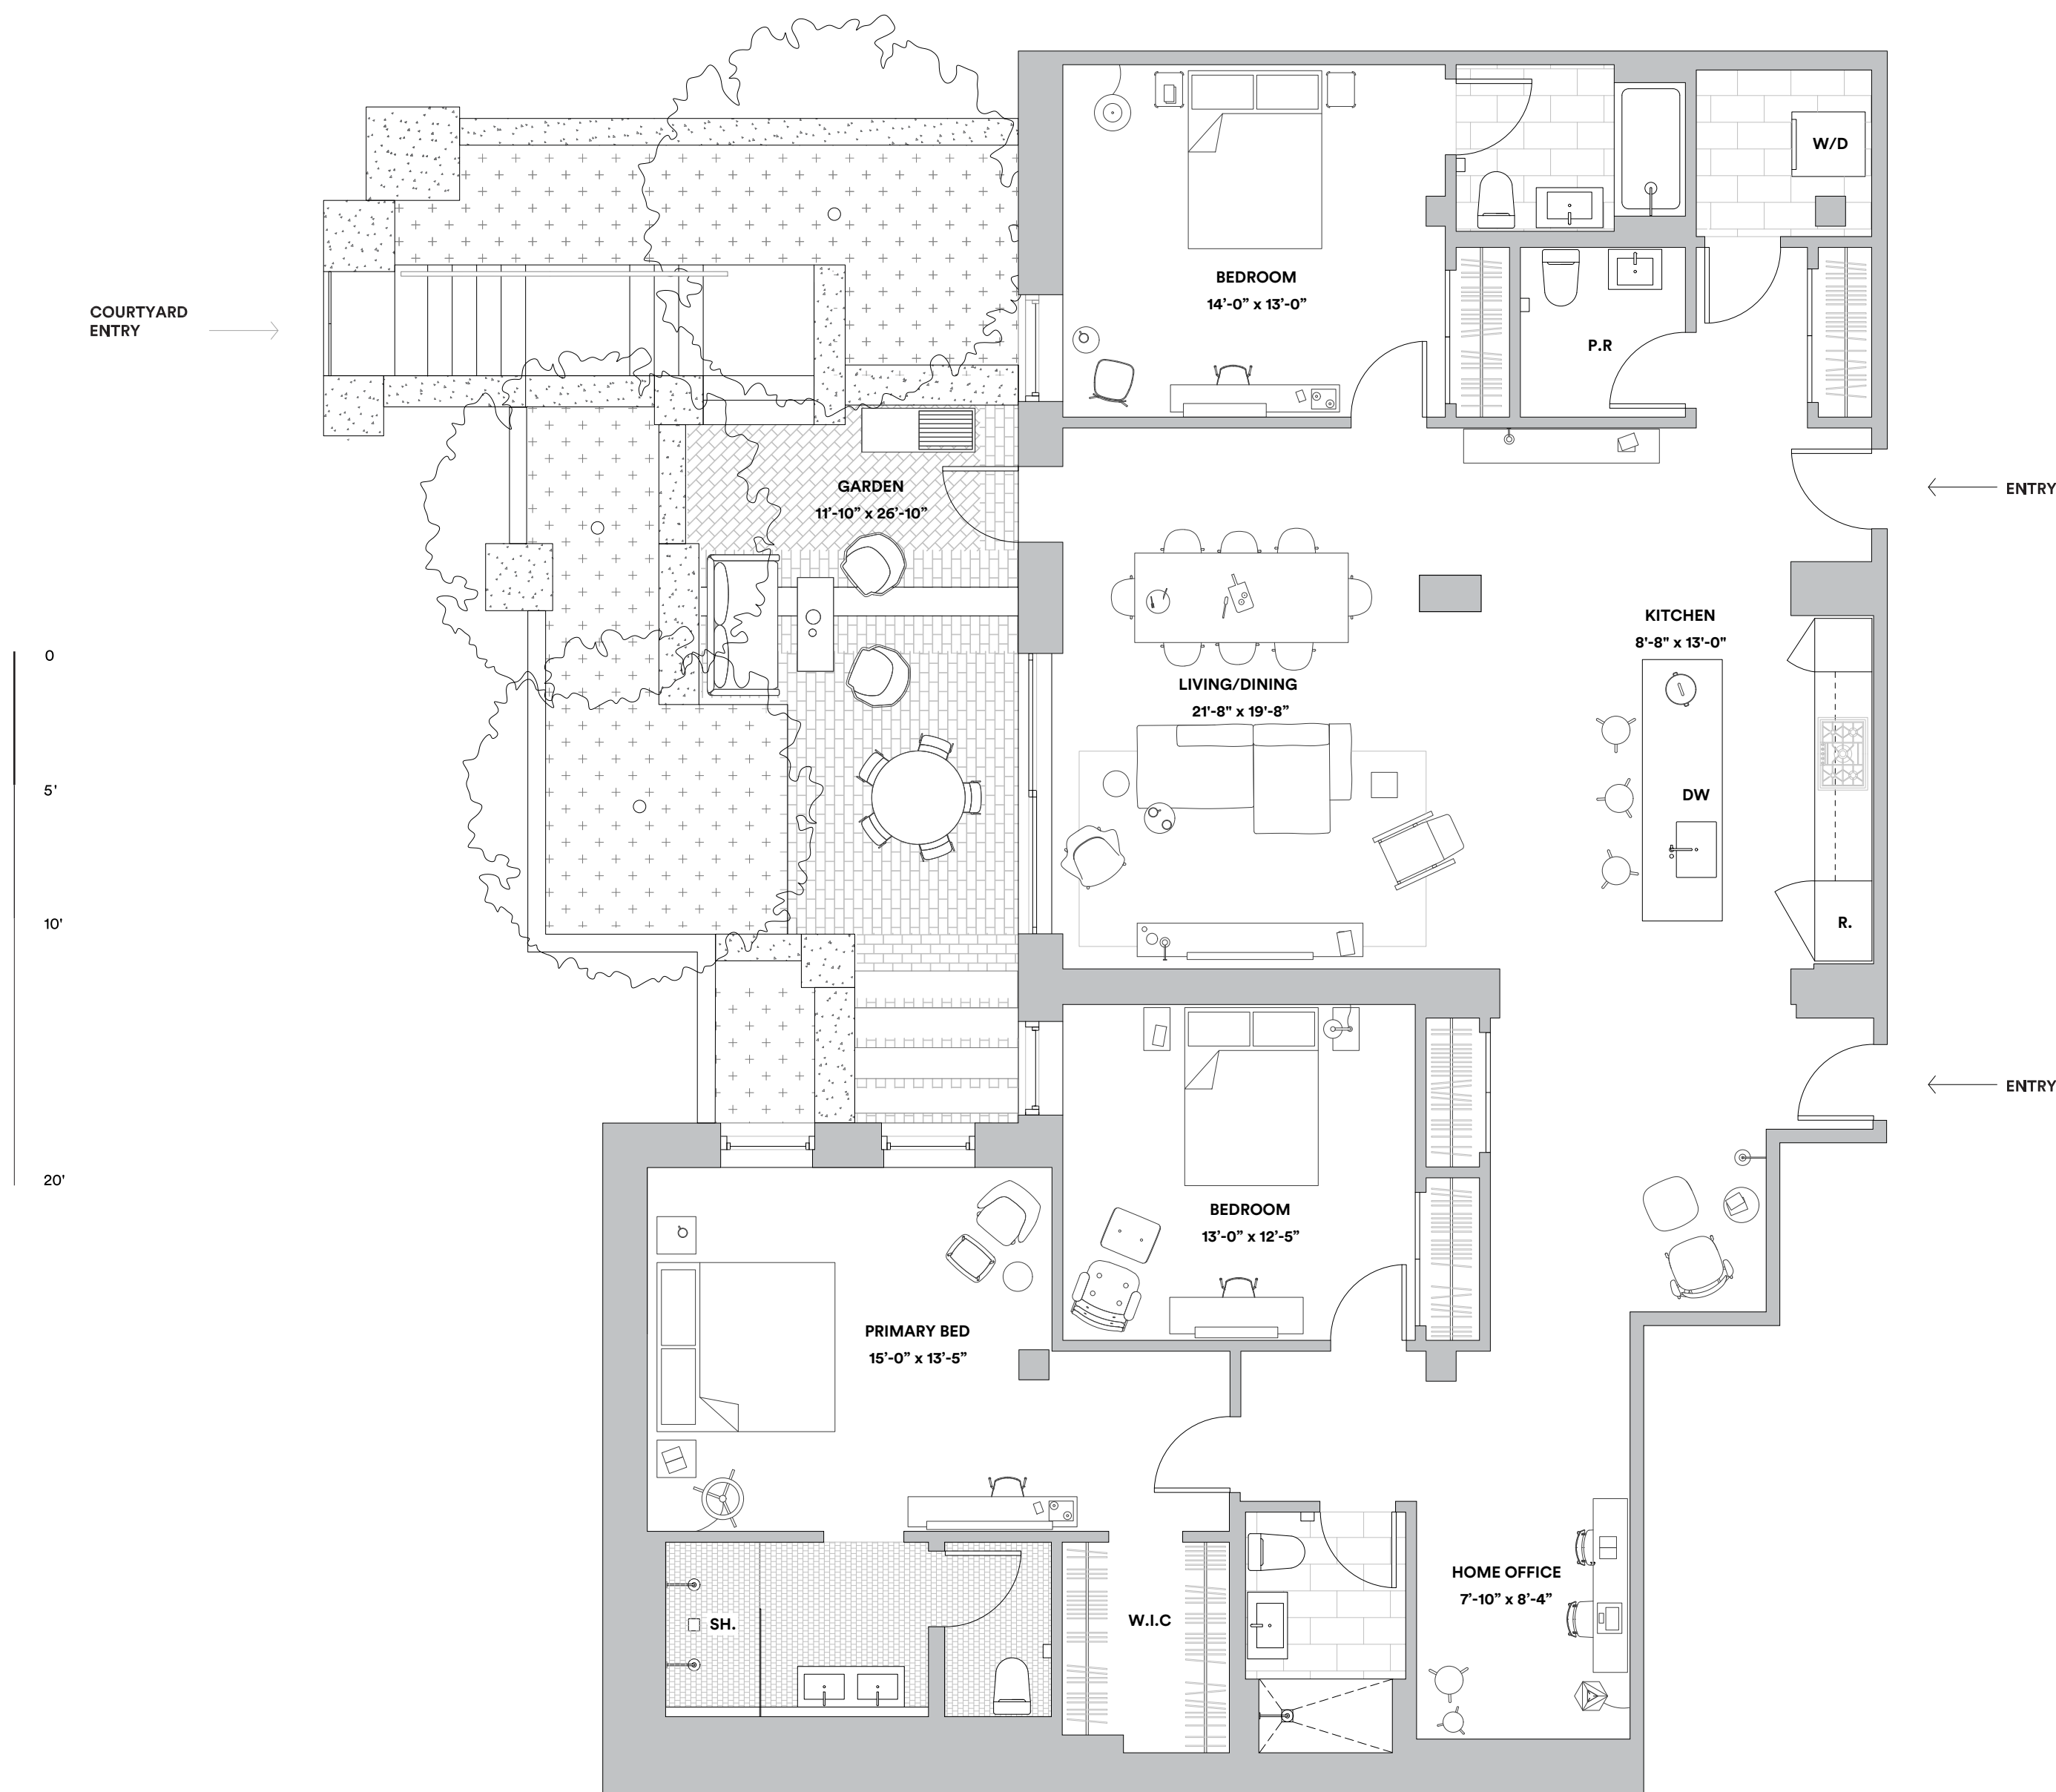 W/D
BEDROOM
14’-0” x 13’-0”
COURTYARD
ENTRY
P.R
GARDEN
11’-10” x 26’-10”
ENTRY
KITCHEN
8'-8" x 13'-0"
0
LIVING/DINING
21'-8" x 19'-8”
5'
DW
10'
R.
ENTRY
20'
BEDROOM
13’-0” x 12’-5”
PRIMARY BED
15’-0” x 13’-5”
HOME OFFICE
7’-10” x 8’-4”
SH.
W.I.C